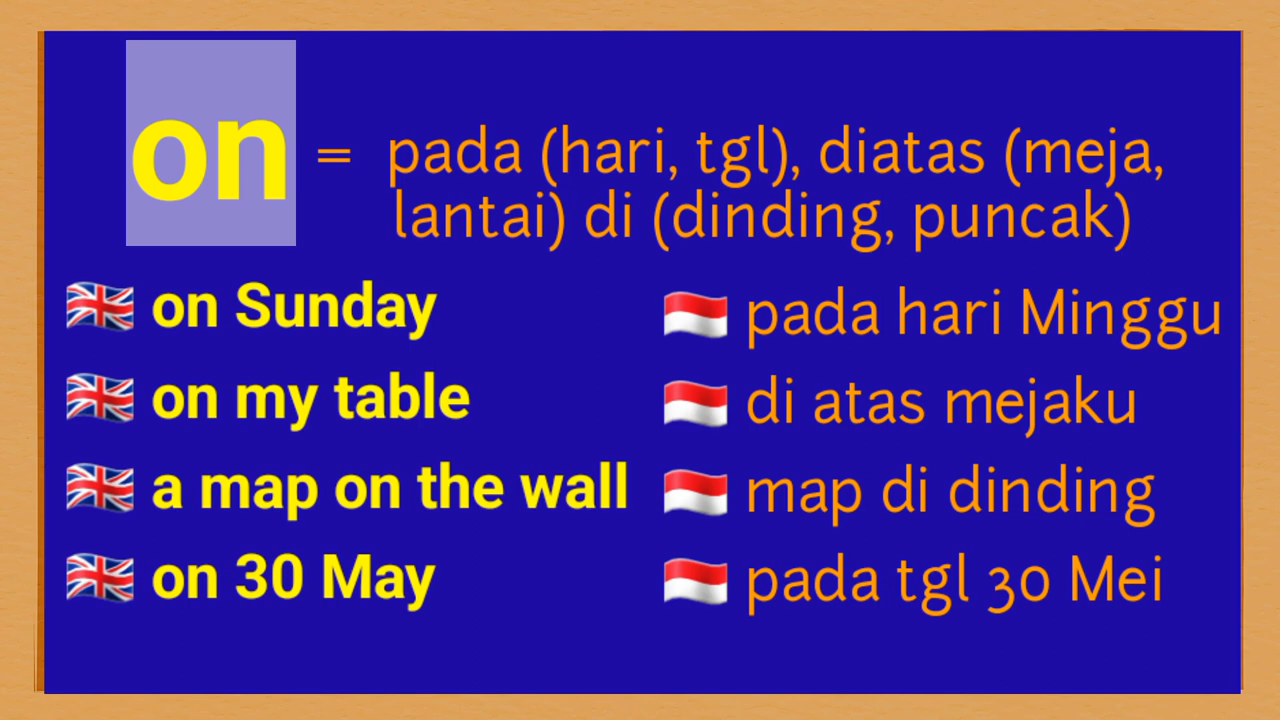 on = pada (hari, tgl), diatas (meja,
lantai) di (dinding, puncak)
on Sunday pada hari Minggu
on my table di atas mejaku
a map on the wall map di dinding
on 30 May pada tgl 30 Mei